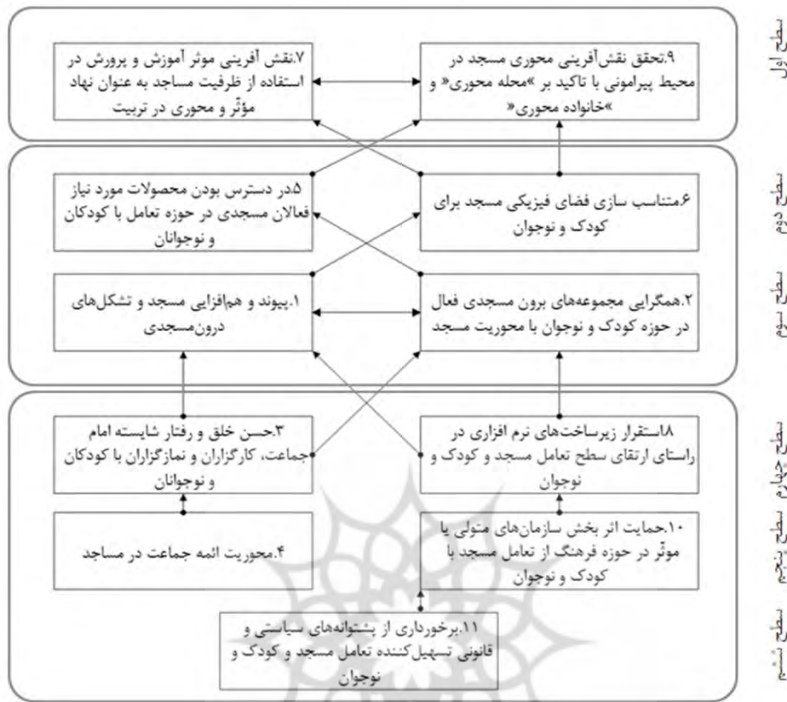 سطح اول
۹.تحقق نقش‌آفرینی محوری مسجد در
محیط پیرامونی با تاکید بر »محله محوری« و
»خانواده محوری«
۷.نقش آفرینی موثر آموزش و پرورش در
استفاده از ظرفیت مساجد به عنوان نهاد
مؤثّر و محوری در تربیت
سطح دوم
۶.متناسب سازی فضای فیزیکی مسجد برای
کودک و نوجوان
۵.در دسترس بودن محصولات مورد نیاز
فعالان مسجدی در حوزه تعامل با کودکان
و نوجوانان
سطح سوم
۲.همگرایی مجموعه‌های برون مسجدی فعال
در حوزه کودک و نوجوان با محوریت مسجد
۱.پیوند و هم‌افزایی مسجد و تشکل‌های
درون‌مسجدی
سطح چهارم
۸استقرار زیرساخت‌های نرم افزاری در
راستای ارتقای سطح تعامل مسجد و کودک و
نوجوان
۳.حسن خلق و رفتار شایسته امام
جماعت، کارگزاران و نمازگزاران با کودکان
و نوجوانان
سطح پنجم
۱۰.حمایت اثر بخش سازمان‌های متولی یا
موثّر در حوزه فرهنگ از تعامل مسجد با
کودک و نوجوان
۴.محوریت ائمه جماعت در مساجد
سطح ششم
۱۱.برخورداری از پشتوانه‌های سیاستی و
قانونی تسهیل‌کننده تعامل مسجد و کودک و
نوجوان